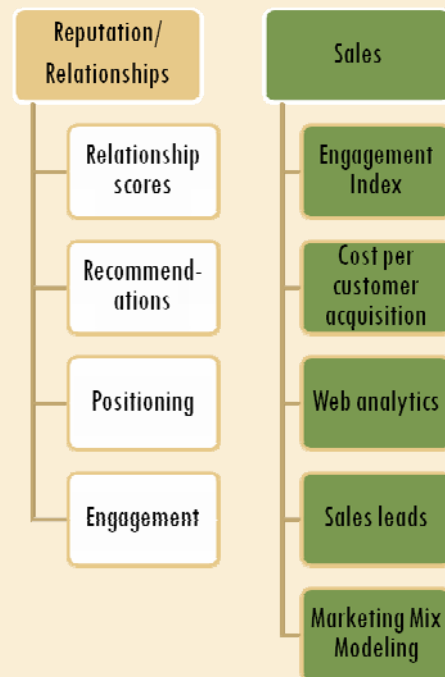 Reputation/
Relationships
Relationship
scores
Recommend-
ations
Positioning
Engagement
Sales
Engagement
Index
Cost per
customer
acquisition
Web analytics
Sales leads
Marketing Mix
Modeling